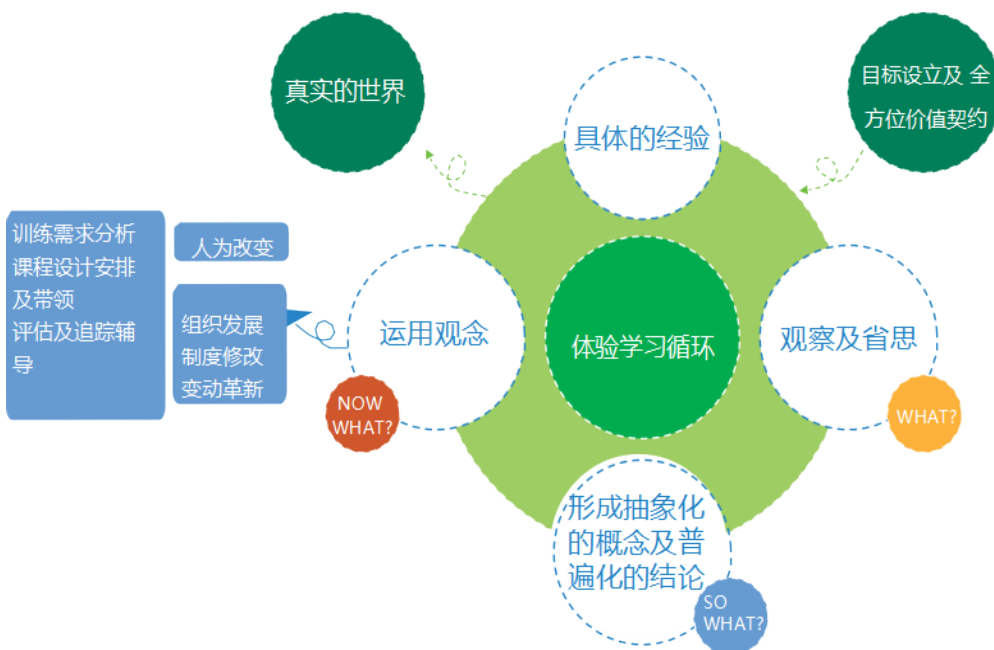 真实的世界
目标设立及 全
方位价值契约
具体的经验
训练需求分析
课程设计安排
及带领
评估及追踪辅
导
人为改变
组织发展
制度修改
变动革新
运用观念
体验学习循环
观察及省思
NOW
WHAT?
WHAT?
形成抽象化
的概念及普
遍化的结论
SO
WHAT?